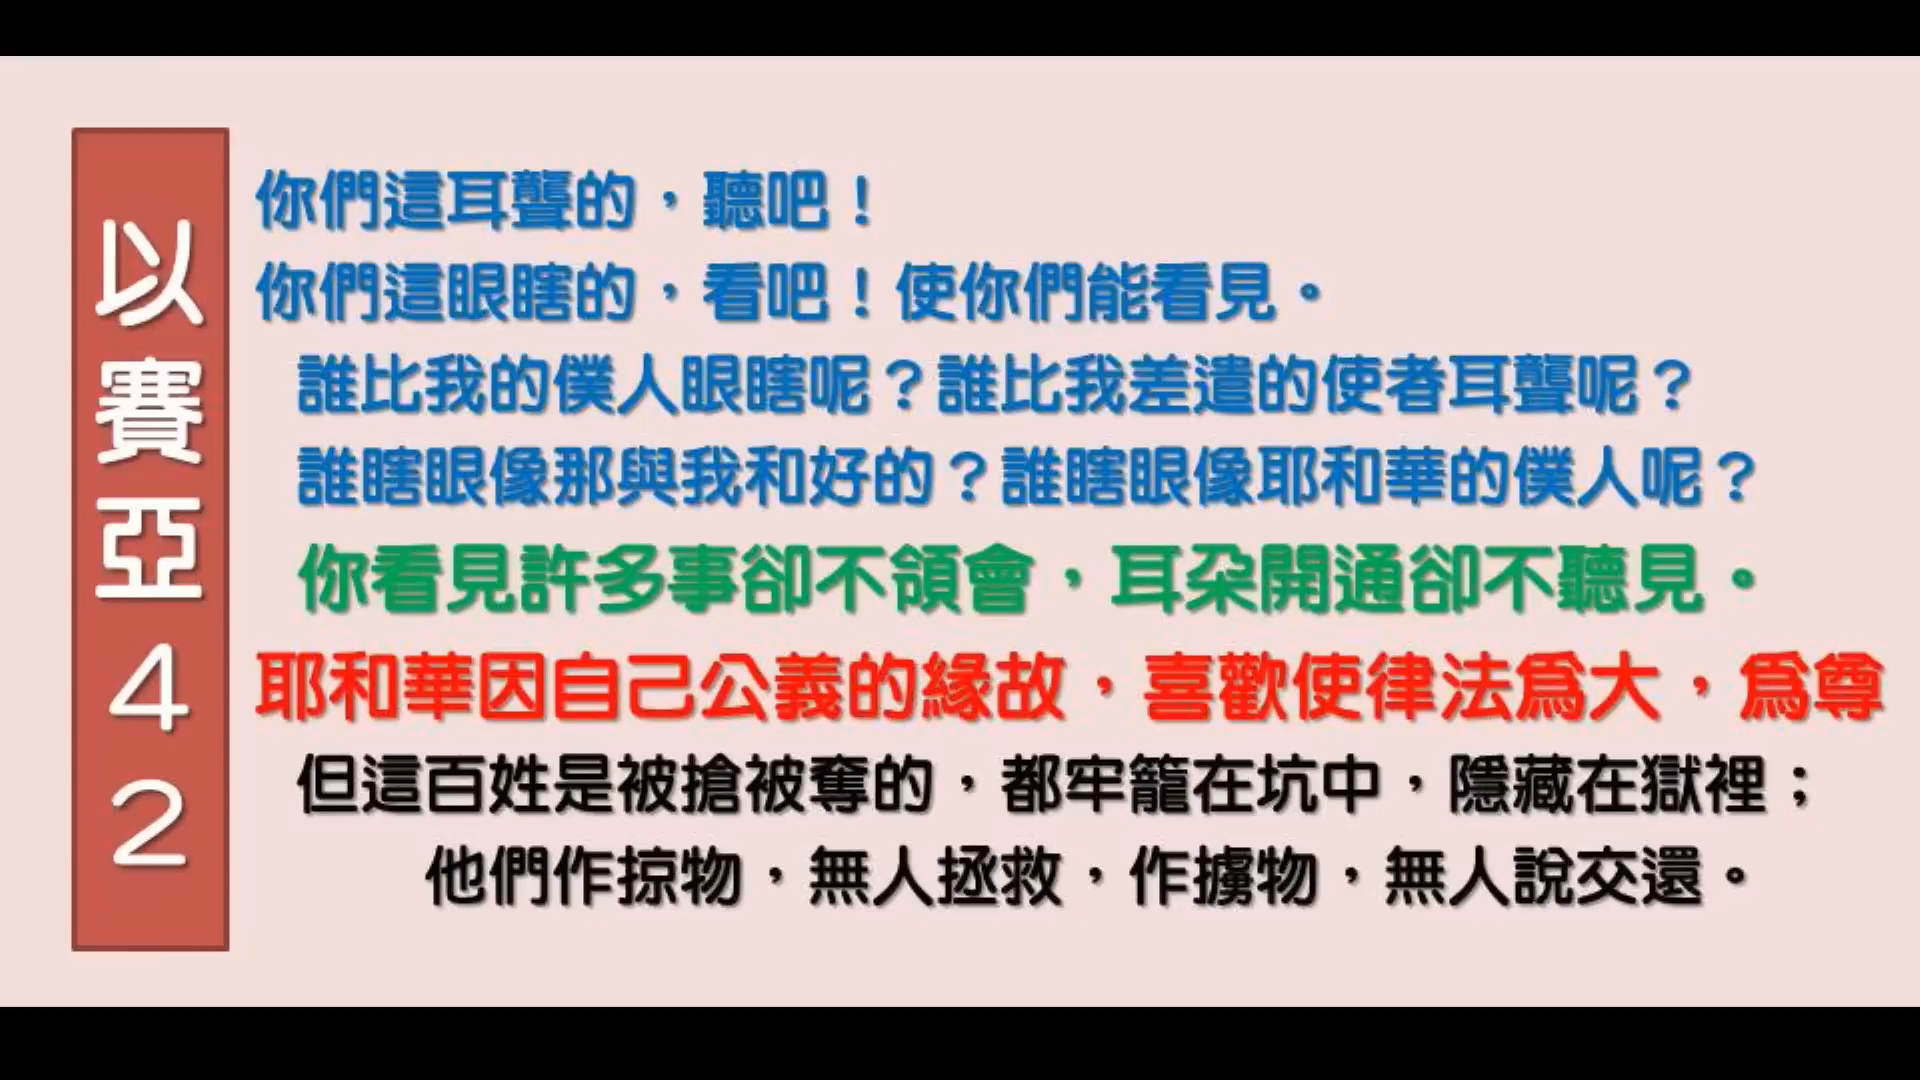 以賽亞42
你們這耳聾的，聽吧！
你們這眼瞎的，看吧！使你們能看見。
誰比我的僕人眼瞎呢？誰比我差遣的使者耳聾呢？
誰瞎眼像那與我和好的？誰瞎眼像耶和華的僕人呢？
你看見許多事卻不領會，耳朵開通卻不聽見。
耶和華因自己公義的緣故，喜歡使律法為大，為尊
但這百姓是被搶被奪的，都牢籠在坑中，隱藏在獄裡；
他們作掠物，無人拯救，作擄物，無人說交還。